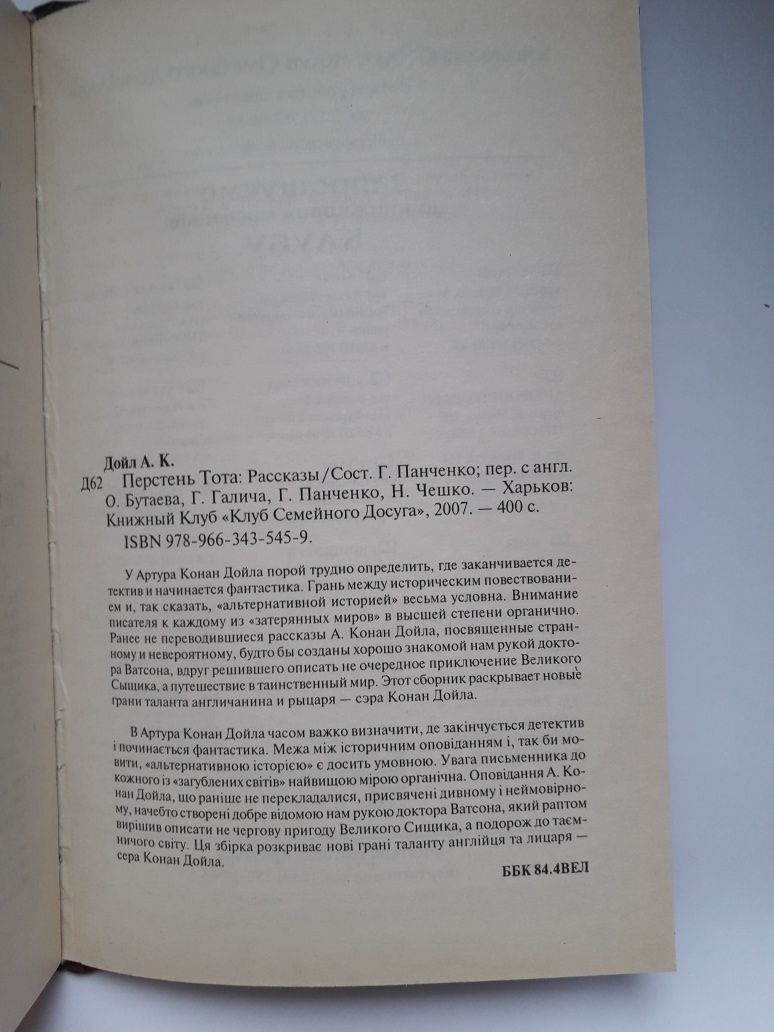 Дойл А. К.
Д62 Перстень Тота: Рассказы/Сост. Г. Панченко; пер. с англ.
О. Бутаева, Г. Галича, Г. Панченко, Н. Чешко. — Харьков:
Книжный Клуб «Клуб Семейного Досуга», 2007. — 400 с.
ISBN 978-966-343-545-9.
У Артура Конан Дойла порой трудно определить, где заканчивается де-
тектив и начинается фантастика. Грань между историческим повествовани-
ем и, так сказать, «альтернативной историей» весьма условна. Внимание
писателя к каждому из «затерянных миров» в высшей степени органично.
Ранее не переводившиеся рассказы А. Конан Дойла, посвященные стран-
ному и невероятному, будто бы созданы хорошо знакомой нам рукой докто-
ра Ватсона, вдруг решившего описать не очередное приключение Великого
Сыщика, а путешествие в таинственный мир. Этот сборник раскрывает новые
грани таланта англичанина и рыцаря — сэра Конан Дойла.
В Артура Конан Дойла часом важко визначити, де закінчується детектив
і починається фантастика. Межа між історичним оповіданням і, так би мо-
вити, «альтернативною історією» є досить умовною. Увага письменника до
кожного із «загублених світів» найвищою мірою органічна. Оповідання А. Ко-
нан Дойла, що раніше не перекладалися, присвячені дивному і неймовірно-
му, начебто створені добре відомою нам рукою доктора Ватсона, який раптом
вирішив описати не чергову пригоду Великого Сищика, а подорож до таєм-
ничого світу. Ця збірка розкриває нові грані таланту англійця та лицаря —
сера Конан Дойла.
ББК 84.4ВЕЛ